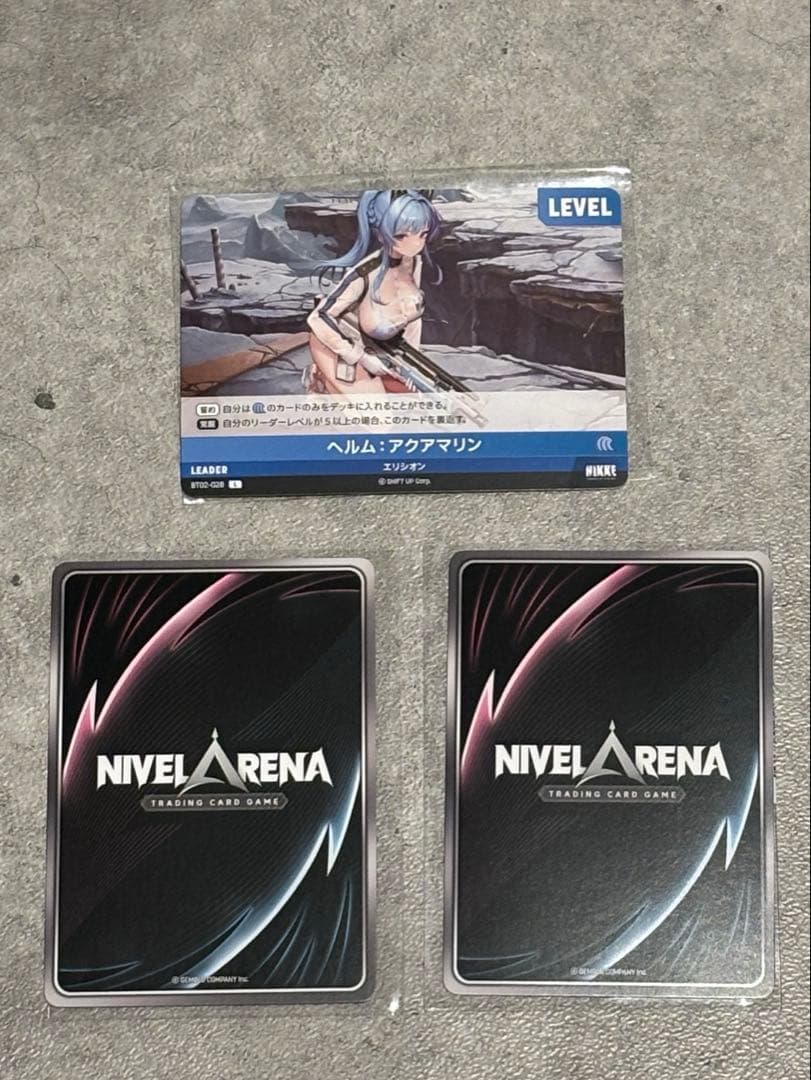 LEVEL
誓約 自分は のカードのみをデッキに入れることができる。
覚醒 自分のリーダーレベルが5以上の場合、このカードを裏返す。
ヘルム：アクアマリン
LEADER
エリシオン
NIKKE
BT02-028 L
© SHIFT UP Corp.
NIVEL ARENA
TRADING CARD GAME
NIVEL ARENA
TRADING CARD GAME
COMPANY Inc.
COMPANY Inc.